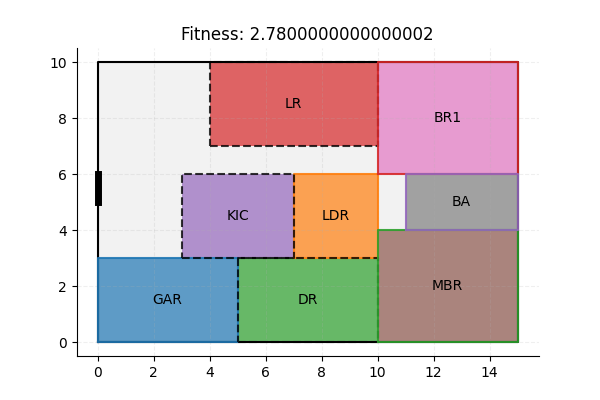 Fitness: 2.7800000000000002
10
8
6
4
2
0
LR
BR1
KIC
LDR
BA
GAR
DR
MBR
0 2 4 6 8 10 12 14